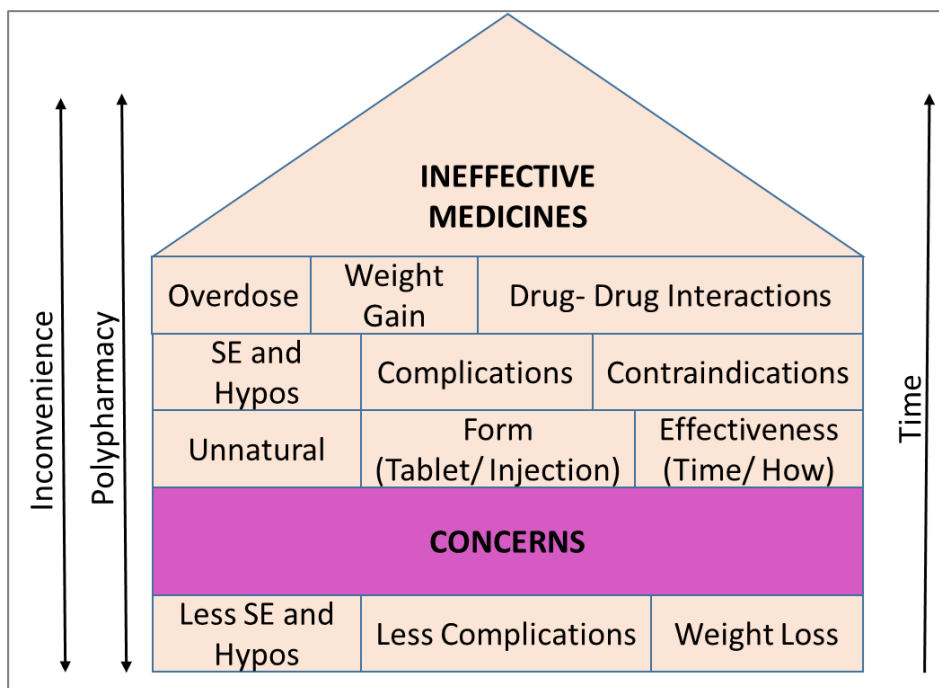 INEFFECTIVE
MEDICINES
Overdose
Weight
Gain
Drug- Drug Interactions
SE and
Hypos
Complications
Contraindications
Unnatural
Form
(Tablet/ Injection)
Effectiveness
(Time/ How)
CONCERNS
Less SE and
Hypos
Less Complications
Weight Loss
Inconvenience
Polypharmacy
Time